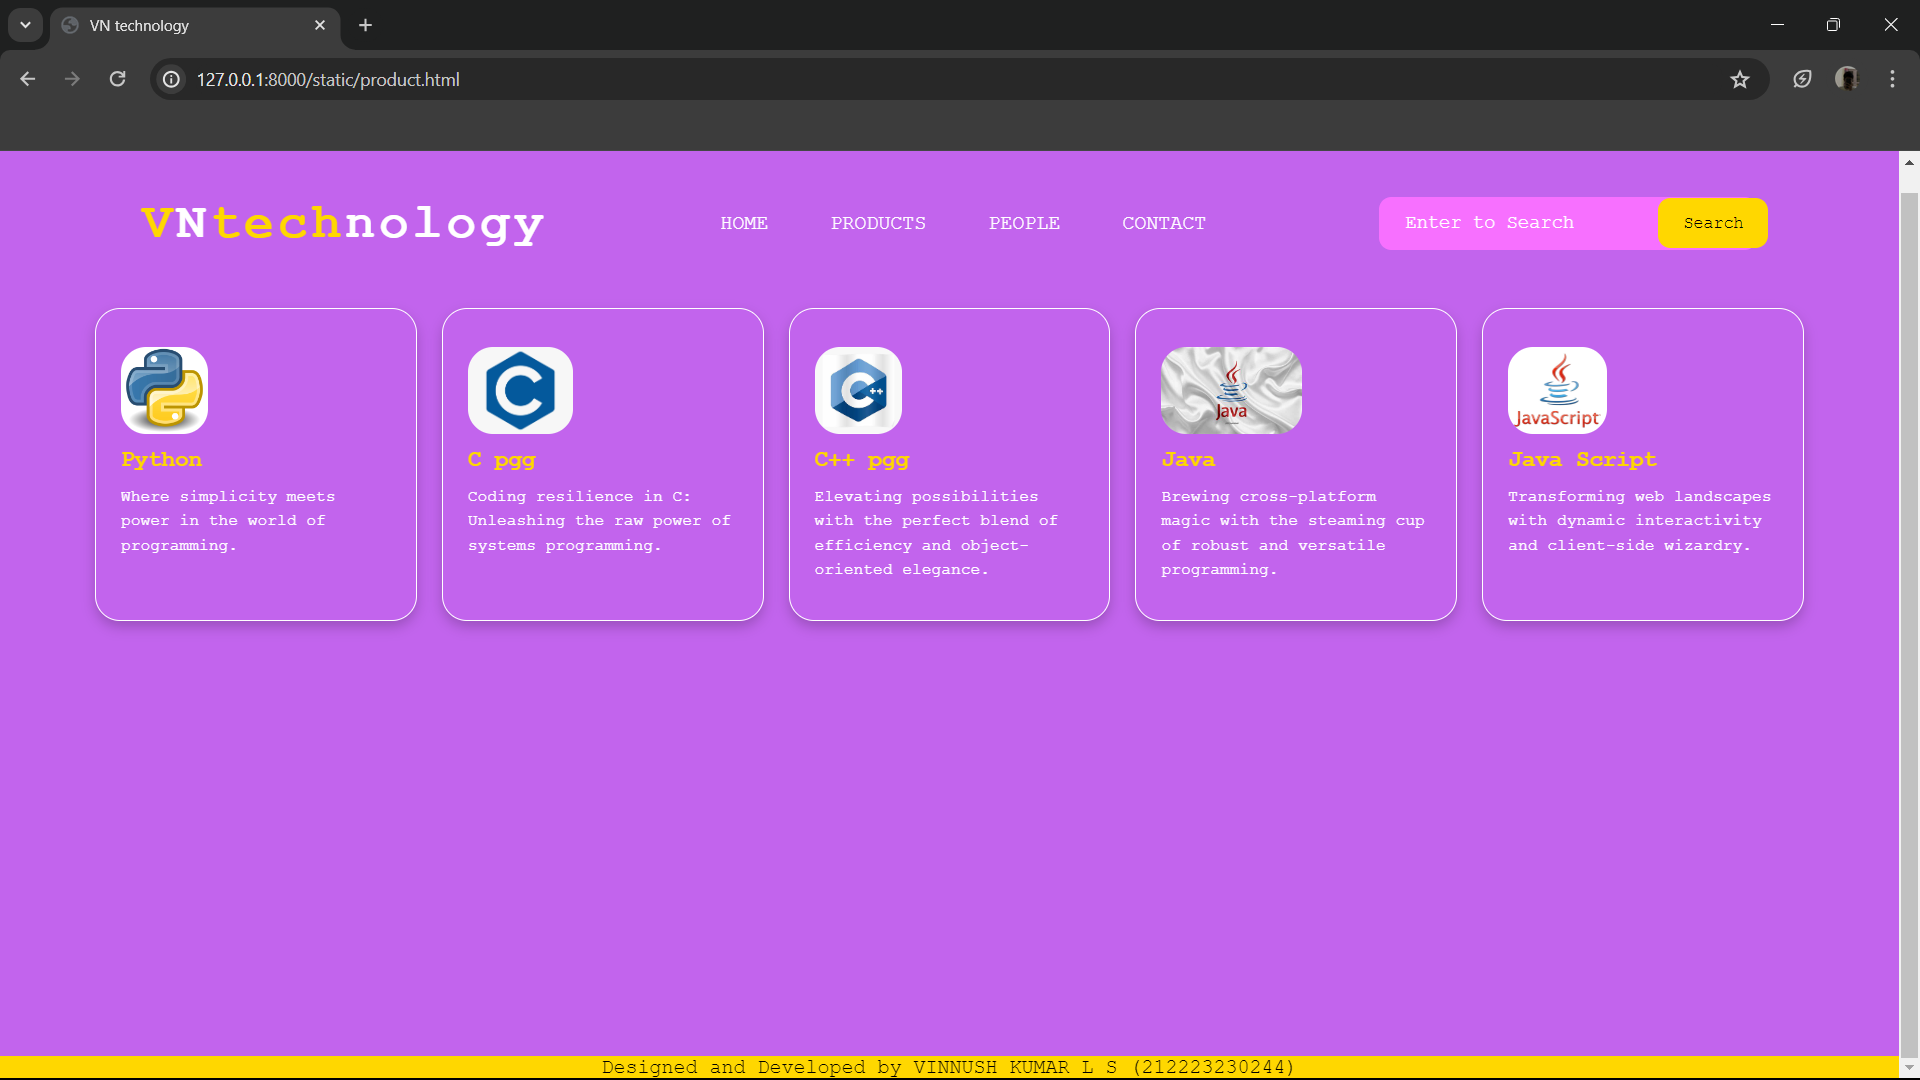 VN technology
127.0.0.1:8000/static/product.html
VNtechnology
HOME
PRODUCTS
PEOPLE
CONTACT
Enter to Search
Search
Python
Where simplicity meets
power in the world of
programming.
C pgg
Coding resilience in C:
Unleashing the raw power of
systems programming.
C++
C++ pgg
Elevating possibilities
with the perfect blend of
efficiency and object-
oriented elegance.
Java
Java
Brewing cross-platform
magic with the steaming cup
of robust and versatile
programming.
JavaScript
Java Script
Transforming web landscapes
with dynamic interactivity
and client-side wizardry.
Designed and Developed by VINNUSH KUMAR L S (212223230244)